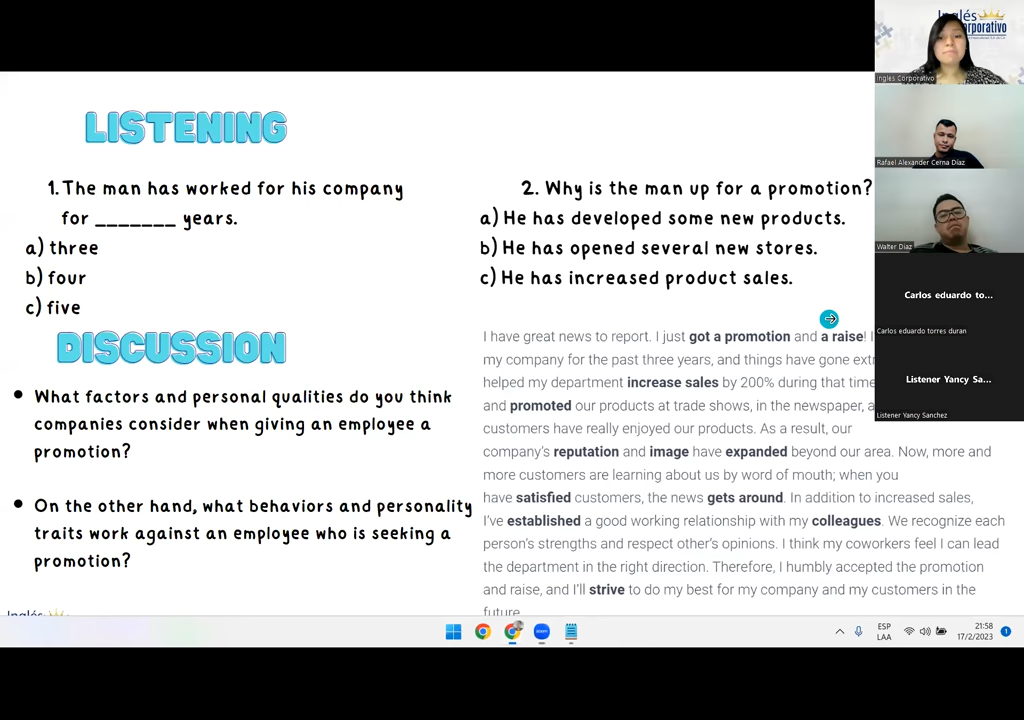 LISTENING
1. The man has worked for his company
for _______ years.
a) three
b) four
c) five
2. Why is the man up for a promotion?
a) He has developed some new products.
b) He has opened several new stores.
c) He has increased product sales.
DISCUSSION
What factors and personal qualities do you think
companies consider when giving an employee a
promotion?
On the other hand, what behaviors and personality
traits work against an employee who is seeking a
promotion?
I have great news to report. I just got a promotion and a raise! I
my company for the past three years, and things have gone
helped my department increase sales by 200% during that time
and promoted our products at trade shows, in the newspaper,
customers have really enjoyed our products. As a result, our
company's reputation and image have expanded beyond our area. Now, more and
more customers are learning about us by word of mouth; when you
have satisfied customers, the news gets around. In addition to increased sales,
I've established a good working relationship with my colleagues. We recognize each
person's strengths and respect other's opinions. I think my coworkers feel I can lead
the department in the right direction. Therefore, I humbly accepted the promotion
and raise, and I'll strive to do my best for my company and my customers in the
future
Inglés
Inglés
Corporativo
Inglés Corporativo
Rafael Alexander Cerna Díaz
Walter Diaz
Carlos eduardo to...
Carlos eduardo torres duran
Listener Yancy Sa...
Listener Yancy Sanchez
ESP
LAA
21:58
17/2/2023
1